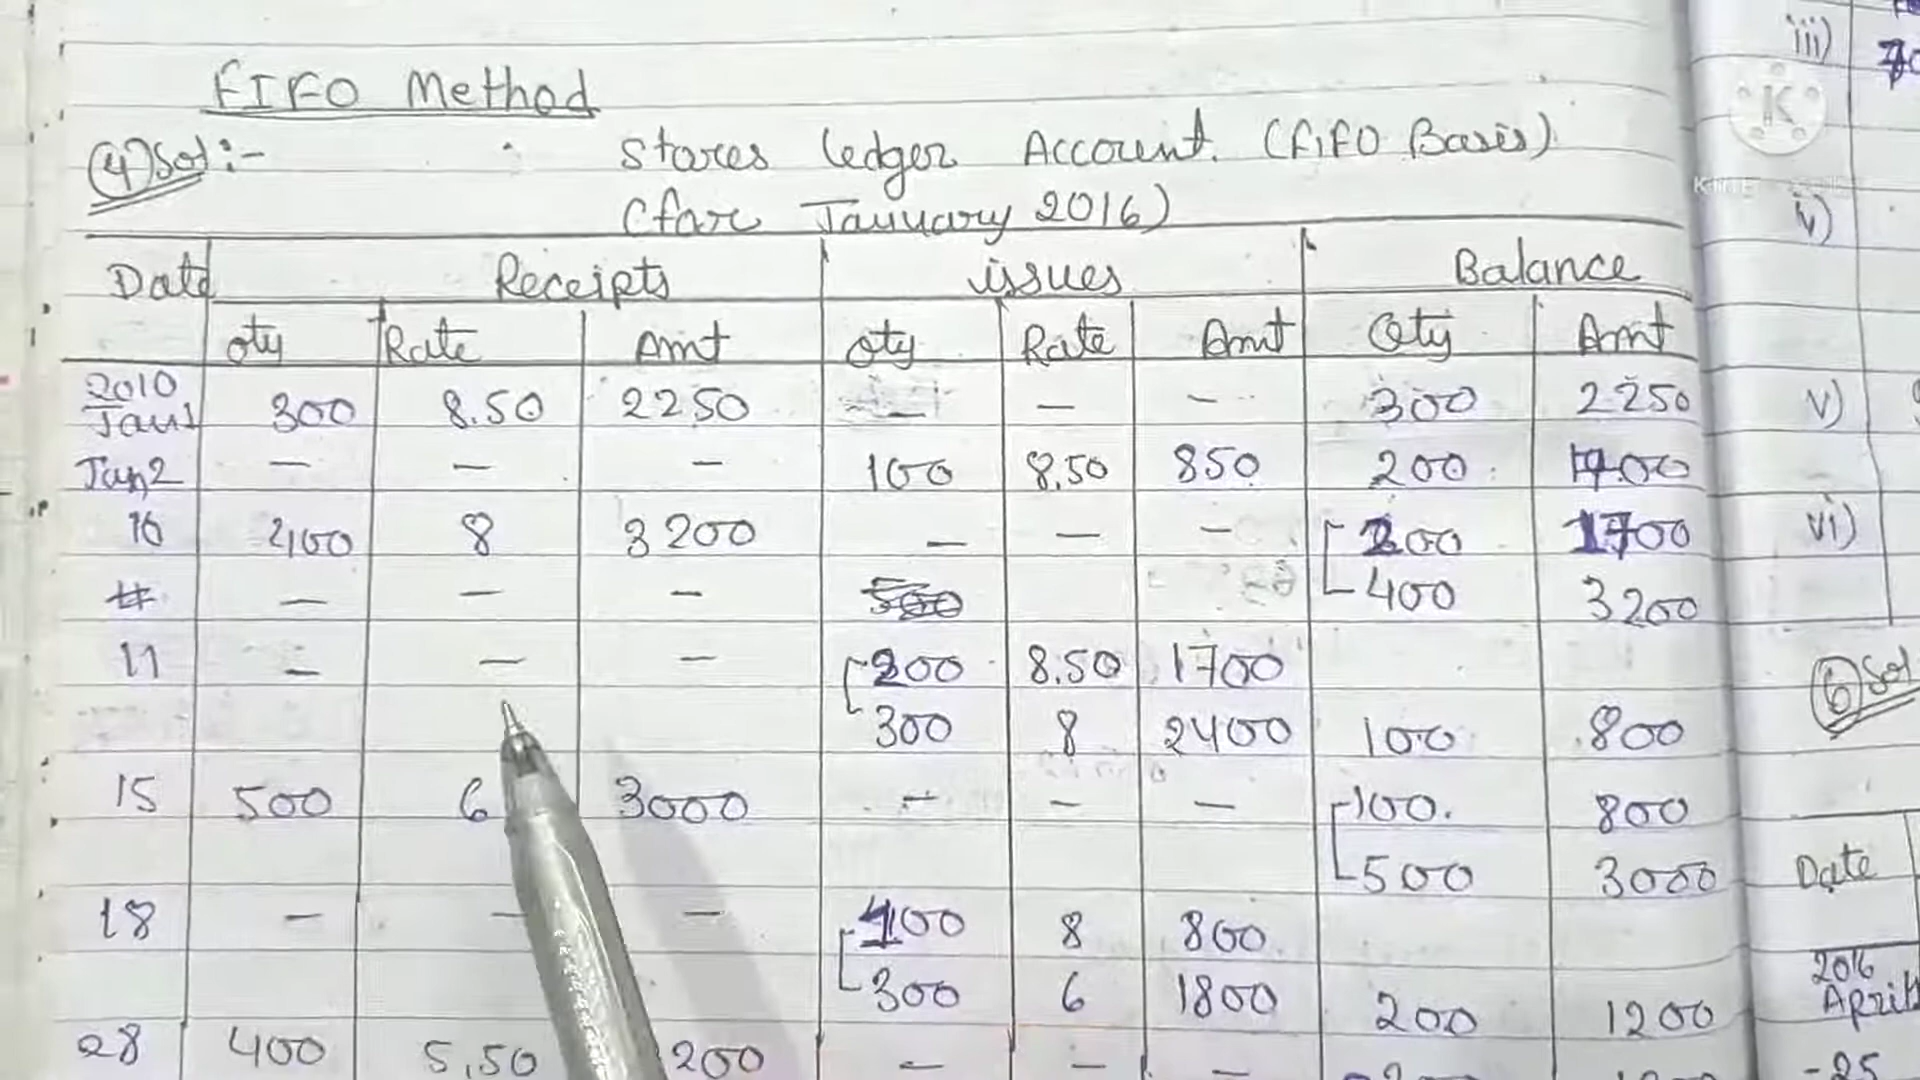 FIFO Method
(4) Sol :- Stores ledger Account. (FIFO Basis)
(for January 2016)
Date Receipts issues Balance
Qty Rate Amt Qty Rate Amt Qty Amt
2010
Jan 1 300 8.50 2250 — — — 300 2250
Jan 2 — — — 100 8.50 850 200 1700
10 400 8 3200 — — — 200 1700
— — — 400 3200
11 — — — 200 8.50 1700
300 8 2400 100 800
15 500 6 3000 — — — 100. 800
500 3000
18 — — — 100 8 800
300 6 1800 200 1200
28 400 5.50 200 — — —
iii)
K
iv)
v)
vi)
(6) Sol
Date
2016
April
-25